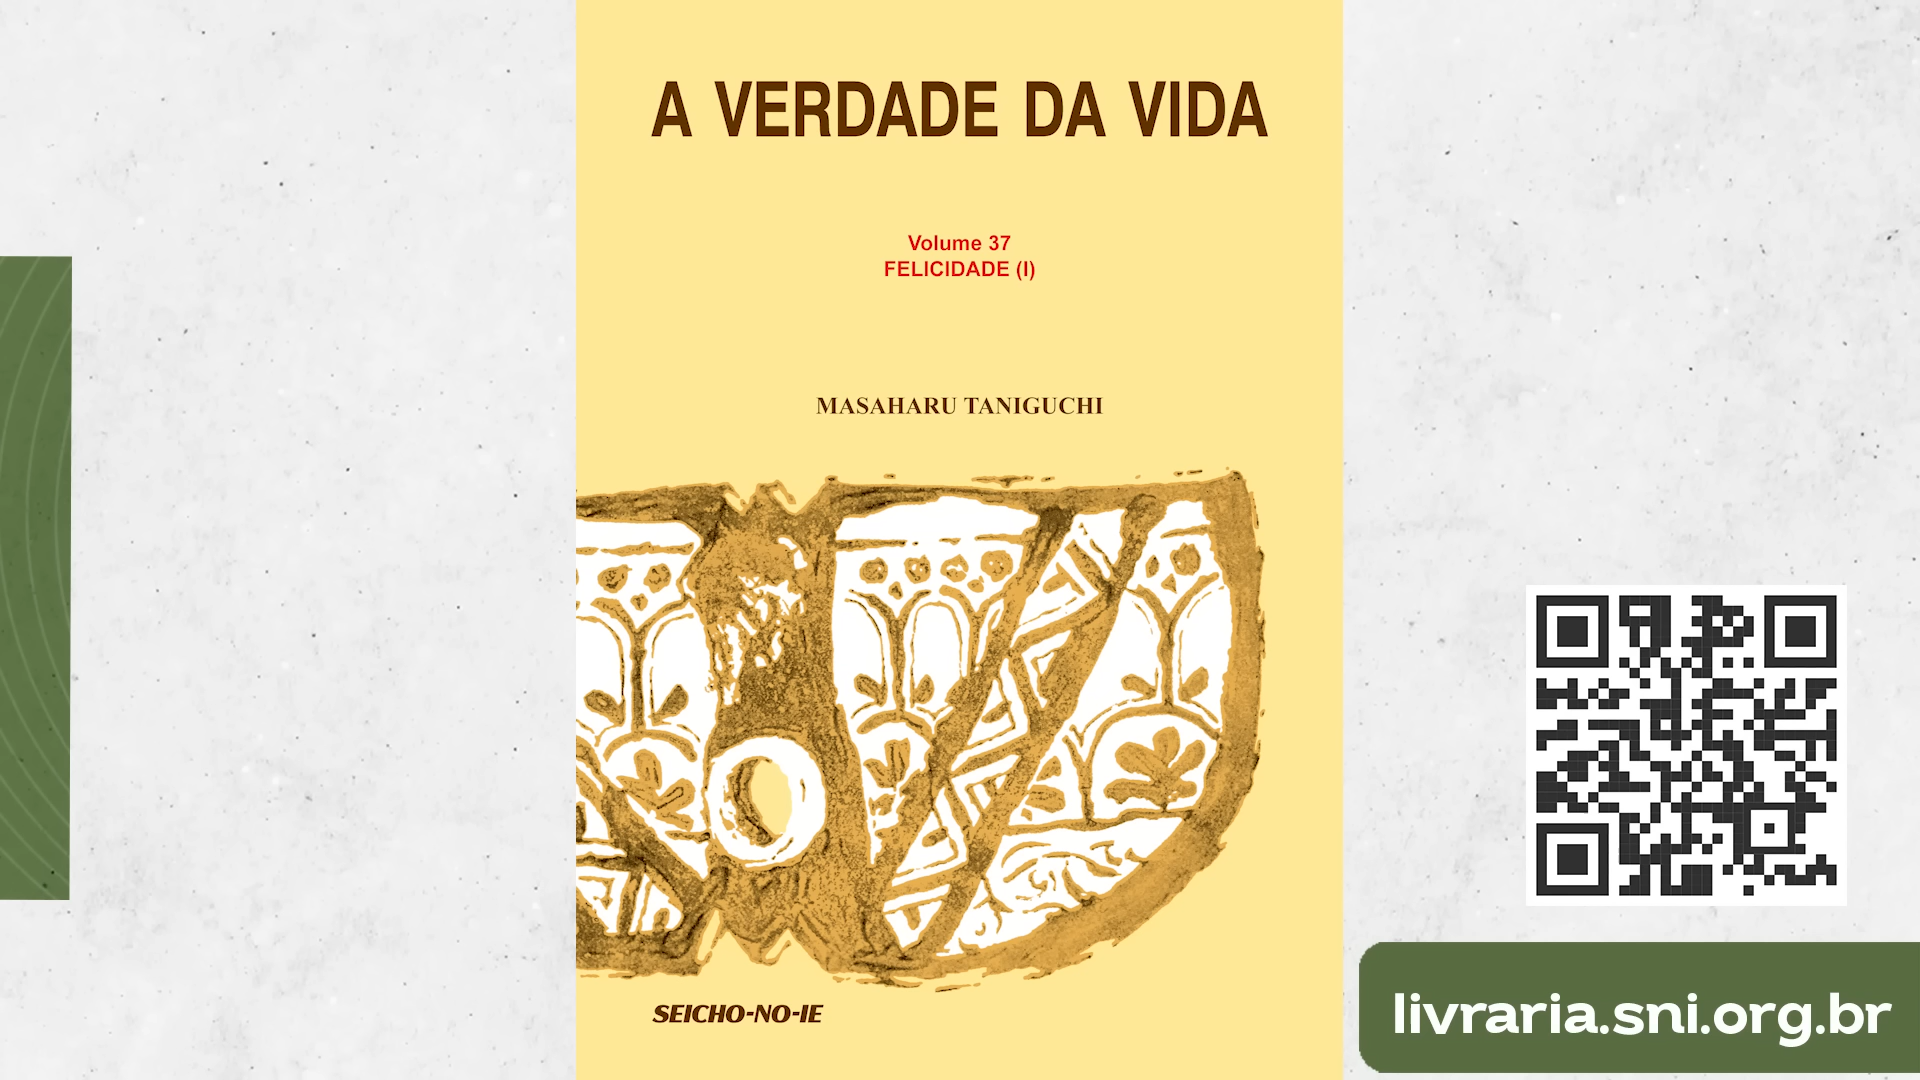 A VERDADE DA VIDA
Volume 37
FELICIDADE (I)
MASAHARU TANIGUCHI
SEICHO-NO-IE
livraria.sni.org.br